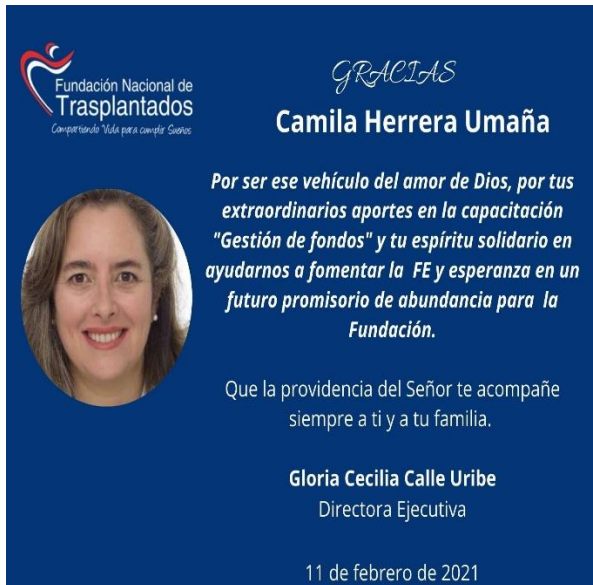 Fundación Nacional de
Trasplantados
Compartiendo Vida para cumplir Sueños
GRACIAS
Camila Herrera Umaña
Por ser ese vehículo del amor de Dios, por tus
extraordinarios aportes en la capacitación
"Gestión de fondos" y tu espíritu solidario en
ayudarnos a fomentar la FE y esperanza en un
futuro promisorio de abundancia para la
Fundación.
Que la providencia del Señor te acompañe
siempre a ti y a tu familia.
Gloria Cecilia Calle Uribe
Directora Ejecutiva
11 de febrero de 2021